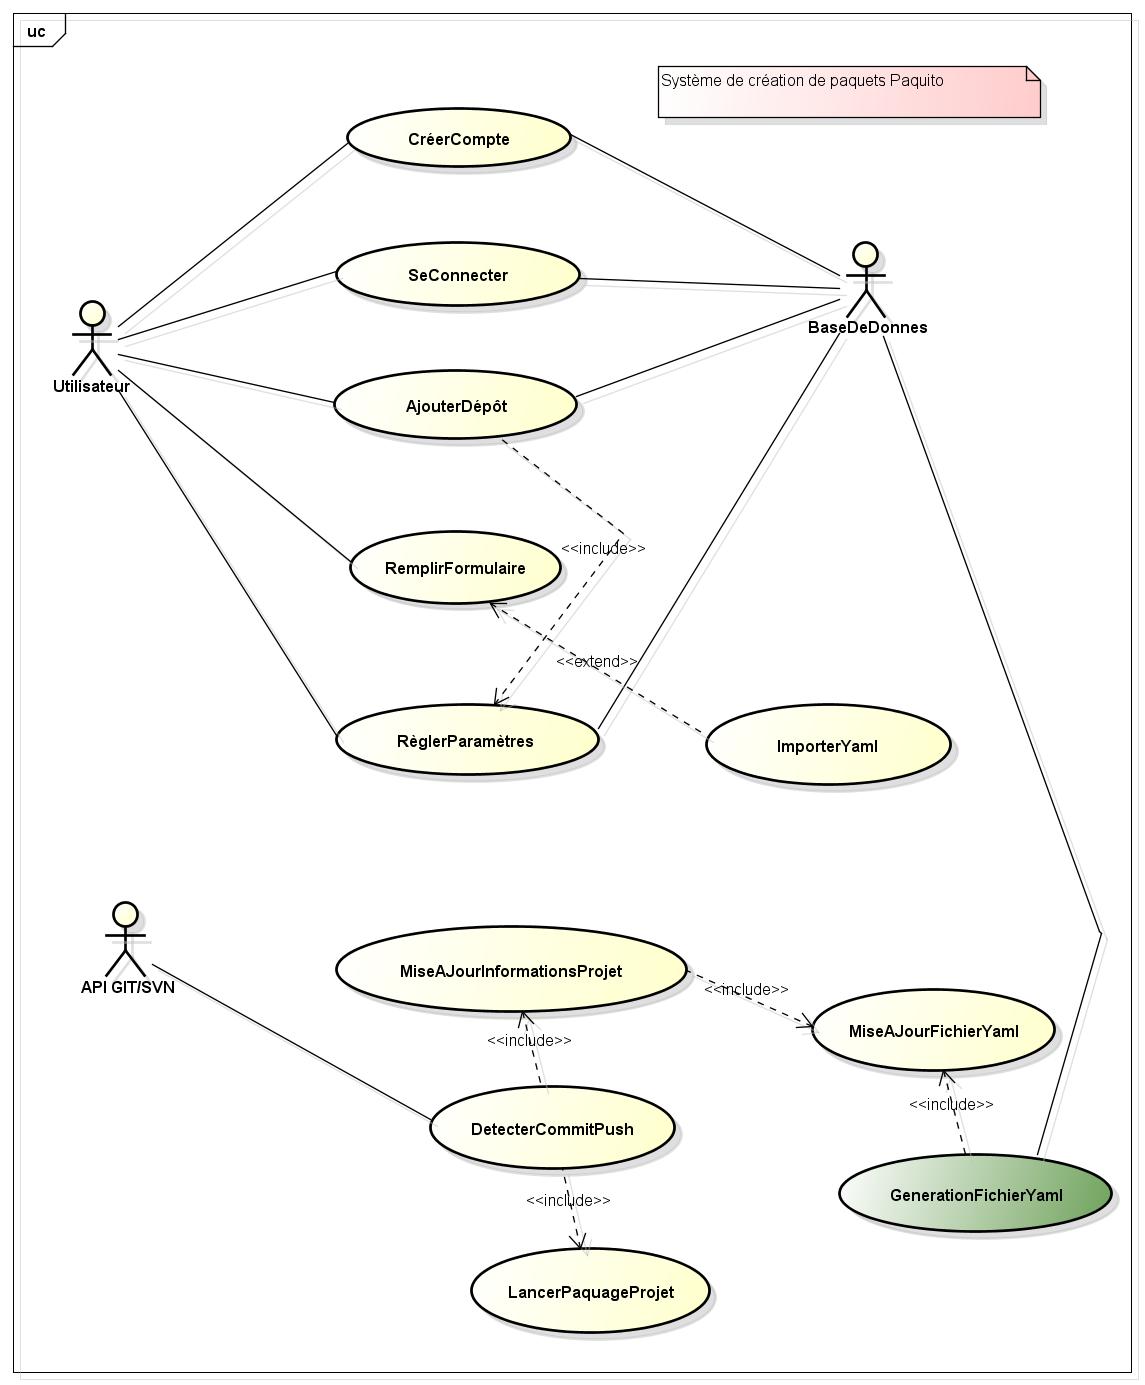 uc
Système de création de paquets Paquito
CréerCompte
SeConnecter
BaseDeDonnes
Utilisateur
AjouterDépôt
<<include>>
RemplirFormulaire
<<extend>>
RèglerParamètres
ImporterYaml
API GIT/SVN
MiseAJourInformationsProjet
<<include>>
MiseAJourFichierYaml
<<include>>
<<include>>
DetecterCommitPush
GenerationFichierYaml
<<include>>
LancerPaquageProjet